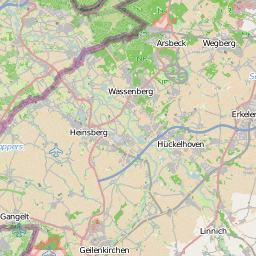 Arsbeck
Wegberg
Wassenberg
Erkelen
Heinsberg
Hückelhoven
Gangelt
Linnich
Geilenkirchen